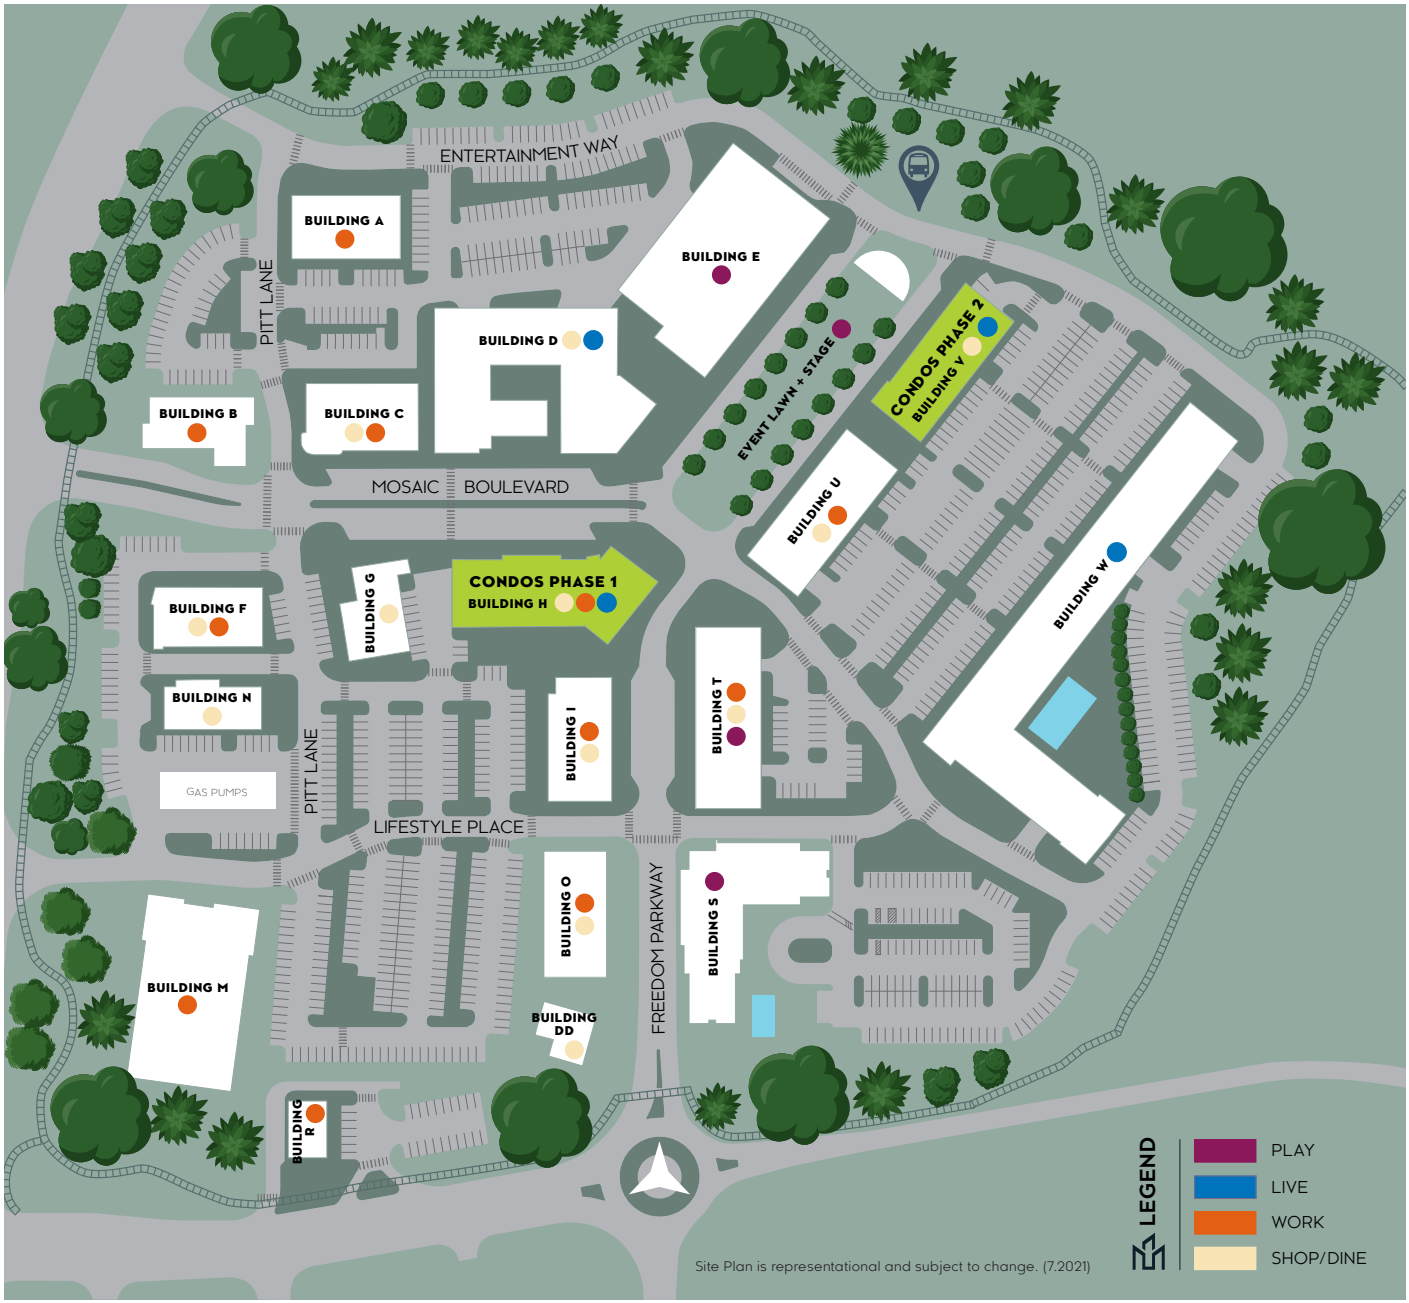 ENTERTAINMENT WAY
BUILDING A
BUILDING E
PITT LANE
BUILDING D
CONDOS PHASE 2
BUILDING V
EVENT LAWN + STAGE
BUILDING B
BUILDING C
MOSAIC BOULEVARD
BUILDING U
BUILDING W
CONDOS PHASE 1
BUILDING H
BUILDING G
BUILDING F
BUILDING N
BUILDING I
BUILDING T
PITT LANE
GAS PUMPS
LIFESTYLE PLACE
BUILDING O
FREEDOM PARKWAY
BUILDING S
BUILDING M
BUILDING
DD
BUILDING
R
LEGEND
PLAY
LIVE
WORK
SHOP/DINE
Site Plan is representational and subject to change. (7.2021)